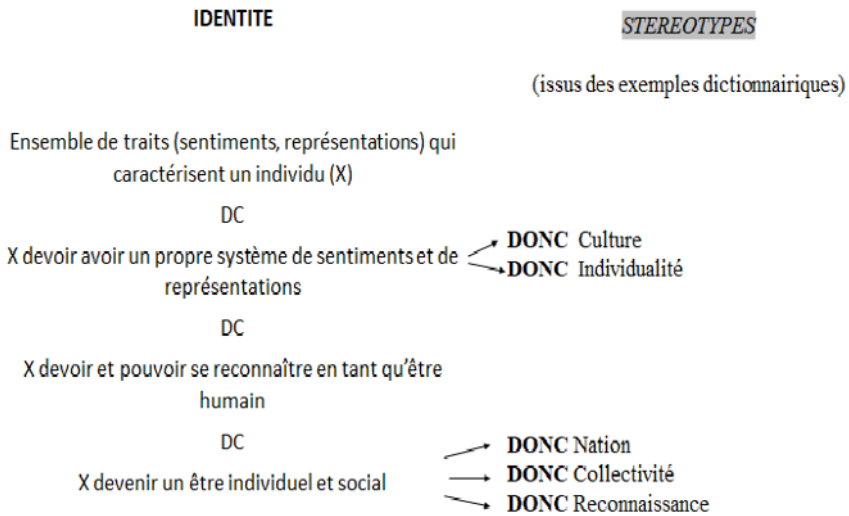 IDENTITE
STEREOTYPES
(issus des exemples dictionnairiques)
Ensemble de traits (sentiments, représentations) qui
caractérisent un individu (X)
DC
X devoir avoir un propre système de sentiments et de
représentations
DONC Culture
DONC Individualité
DC
X devoir et pouvoir se reconnaître en tant qu'être
humain
DC
X devenir un être individuel et social
DONC Nation
DONC Collectivité
DONC Reconnaissance